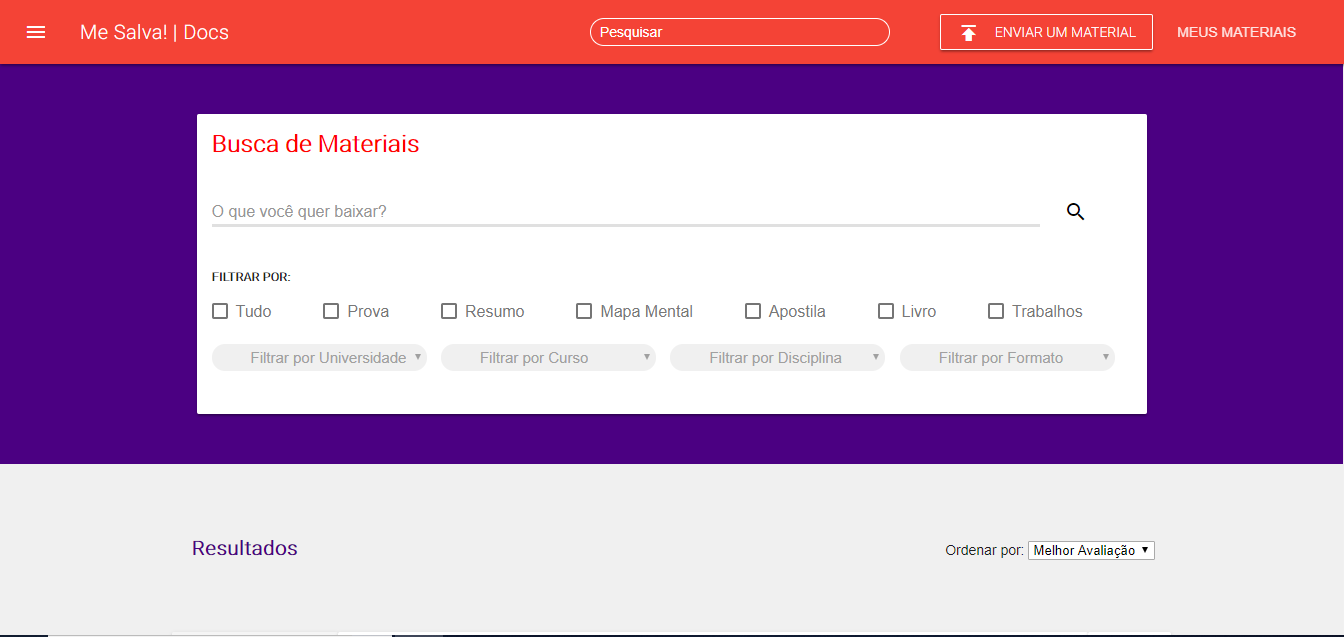 Me Salva! | Docs
Pesquisar
ENVIAR UM MATERIAL
MEUS MATERIAIS
Busca de Materiais
O que você quer baixar?
FILTRAR POR:
Tudo Prova Resumo Mapa Mental Apostila Livro Trabalhos
Filtrar por Universidade Filtrar por Curso Filtrar por Disciplina Filtrar por Formato
Resultados
Ordenar por: Melhor Avaliação